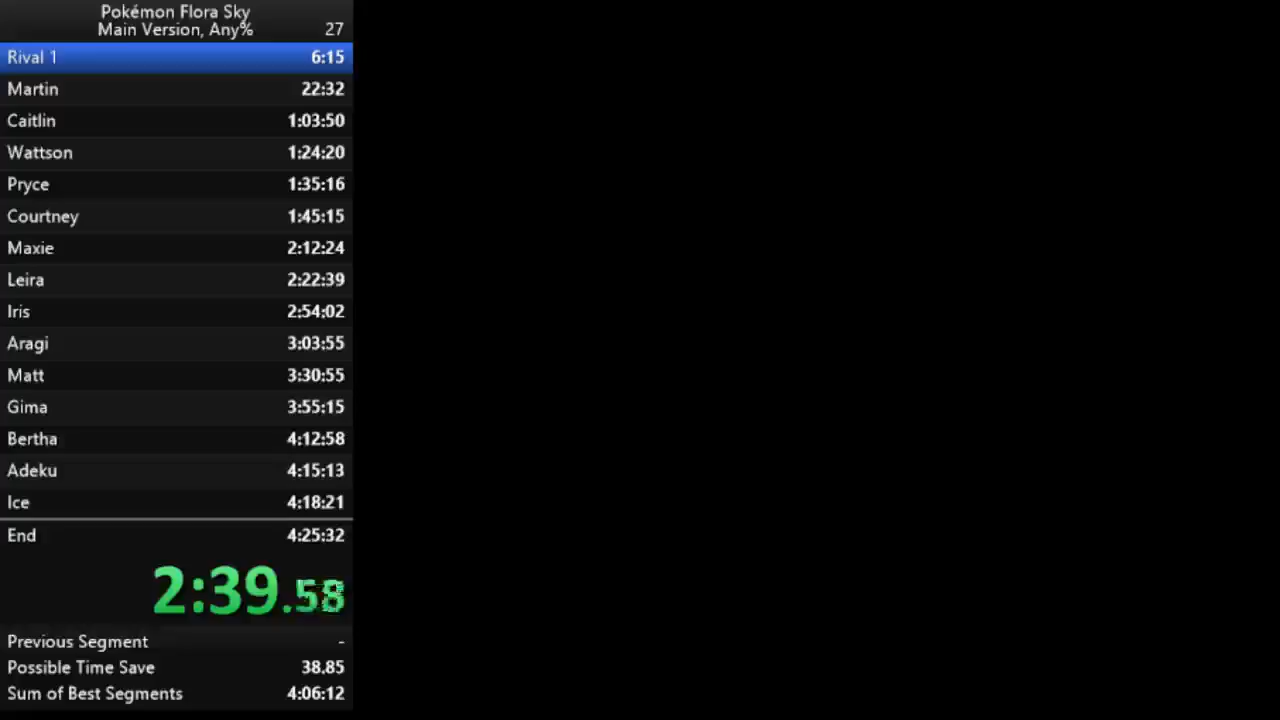 Pokémon Flora Sky
Main Version, Any% 27
Rival 1 6:15
Martin 22:32
Caitlin 1:03:50
Wattson 1:24:20
Pryce 1:35:16
Courtney 1:45:15
Maxie 2:12:24
Leira 2:22:39
Iris 2:54:02
Aragi 3:03:55
Matt 3:30:55
Gima 3:55:15
Bertha 4:12:58
Adeku 4:15:13
Ice 4:18:21
End 4:25:32
2:39.58
Previous Segment -
Possible Time Save 38.85
Sum of Best Segments 4:06:12